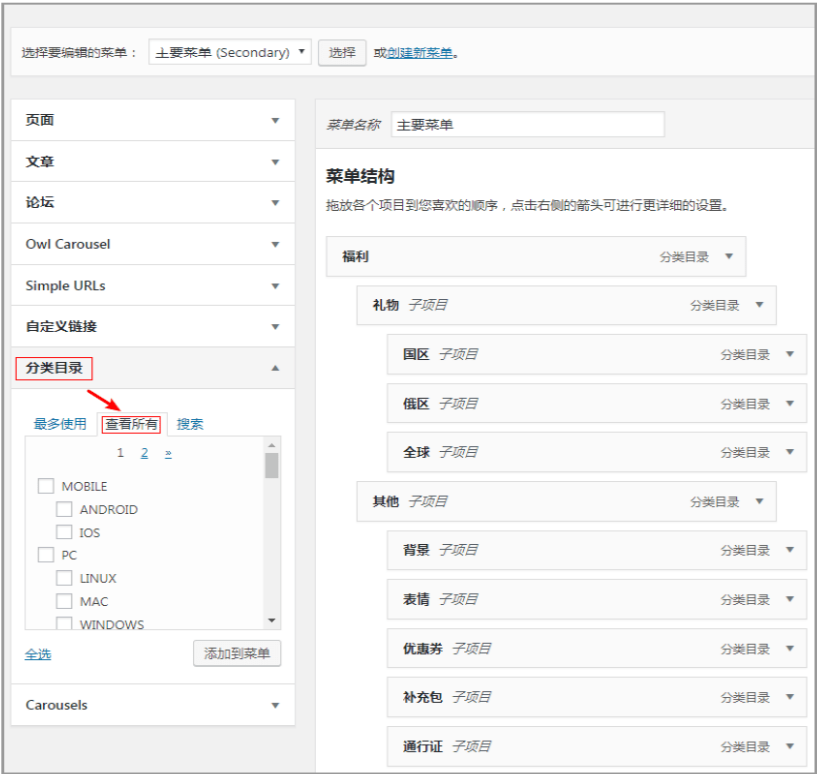 选择要编辑的菜单： 主要菜单 (Secondary) 选择 或创建新菜单。
页面
文章
论坛
Owl Carousel
Simple URLs
自定义链接
分类目录
最多使用 查看所有 搜索
1 2 »
MOBILE
ANDROID
IOS
PC
LINUX
MAC
WINDOWS
全选 添加到菜单
Carousels
菜单名称 主要菜单
菜单结构
拖放各个项目到您喜欢的顺序，点击右侧的箭头可进行更详细的设置。
福利 分类目录
礼物 子项目 分类目录
国区 子项目 分类目录
俄区 子项目 分类目录
全球 子项目 分类目录
其他 子项目 分类目录
背景 子项目 分类目录
表情 子项目 分类目录
优惠券 子项目 分类目录
补充包 子项目 分类目录
通行证 子项目 分类目录